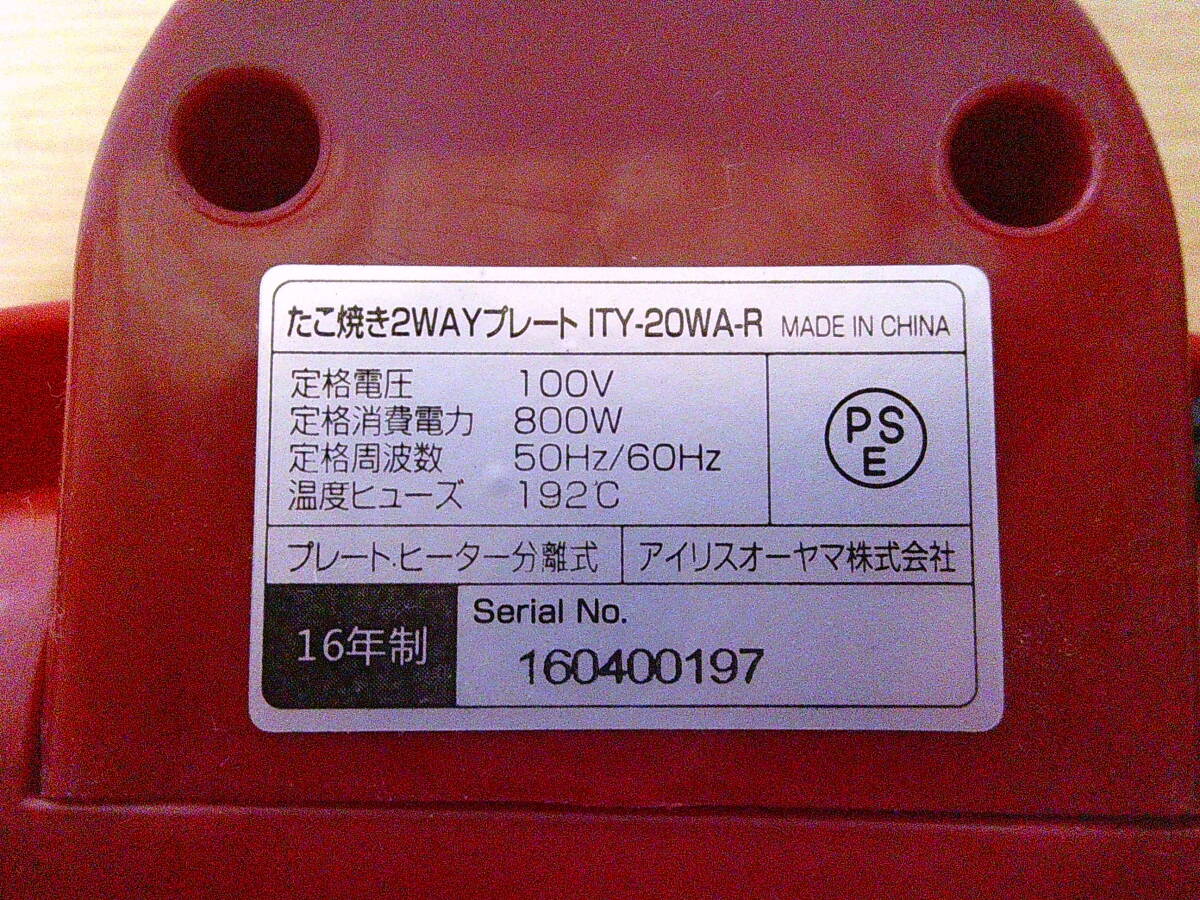 たこ焼き2WAYプレート ITY-20WA-R MADE IN CHINA
定格電圧 100V
定格消費電力 800W
定格周波数 50Hz/60Hz
温度ヒューズ 192℃
PS
E
プレート・ヒーター分離式 アイリスオーヤマ株式会社
16年制
Serial No.
160400197